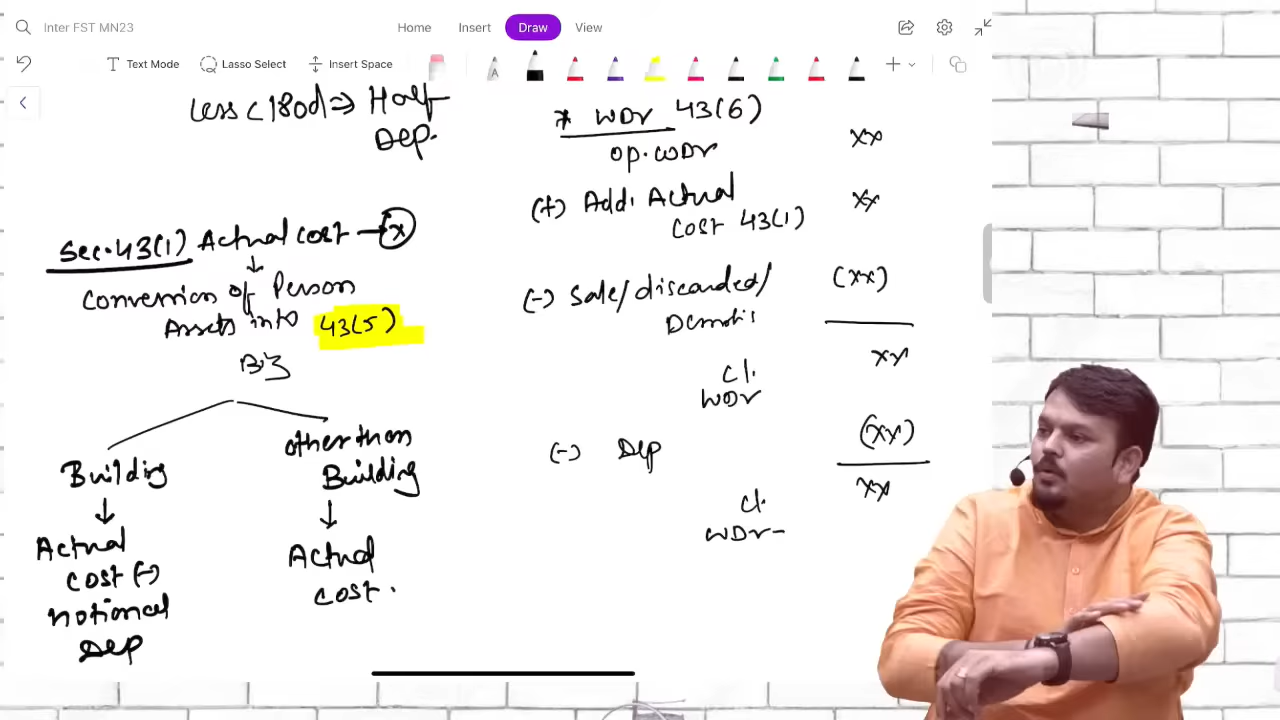 Inter FST MN23
Home
Insert
Draw
View
Text Mode
Lasso Select
Insert Space
Less < 180d ⇒ Half
Dep.
Sec. 43(1) Actual cost → x
↓
Conversion of Person
Assets into 43(5)
Biz
Building
↓
Actual
cost (-)
notional
Dep
other than
Building
↓
Actual
cost.
* WDV 43(6)
op. WDV xx
(+) Add: Actual xx
cost 43(1)
(-) Sale/discarded/ (xx)
Demolis
xx
cl.
WDV
(-) Dep (xx)
xx
cl.
WDV-